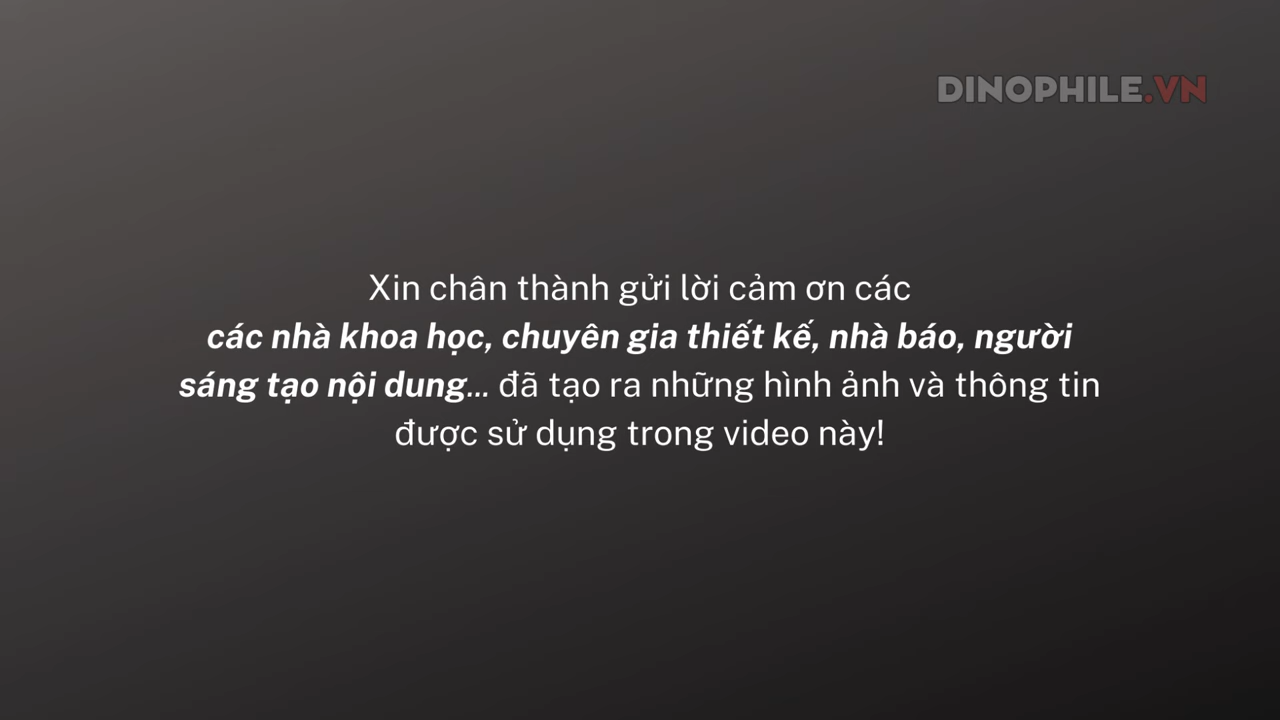 DINOPHILE.VN
Xin chân thành gửi lời cảm ơn các
các nhà khoa học, chuyên gia thiết kế, nhà báo, người
sáng tạo nội dung... đã tạo ra những hình ảnh và thông tin
được sử dụng trong video này!